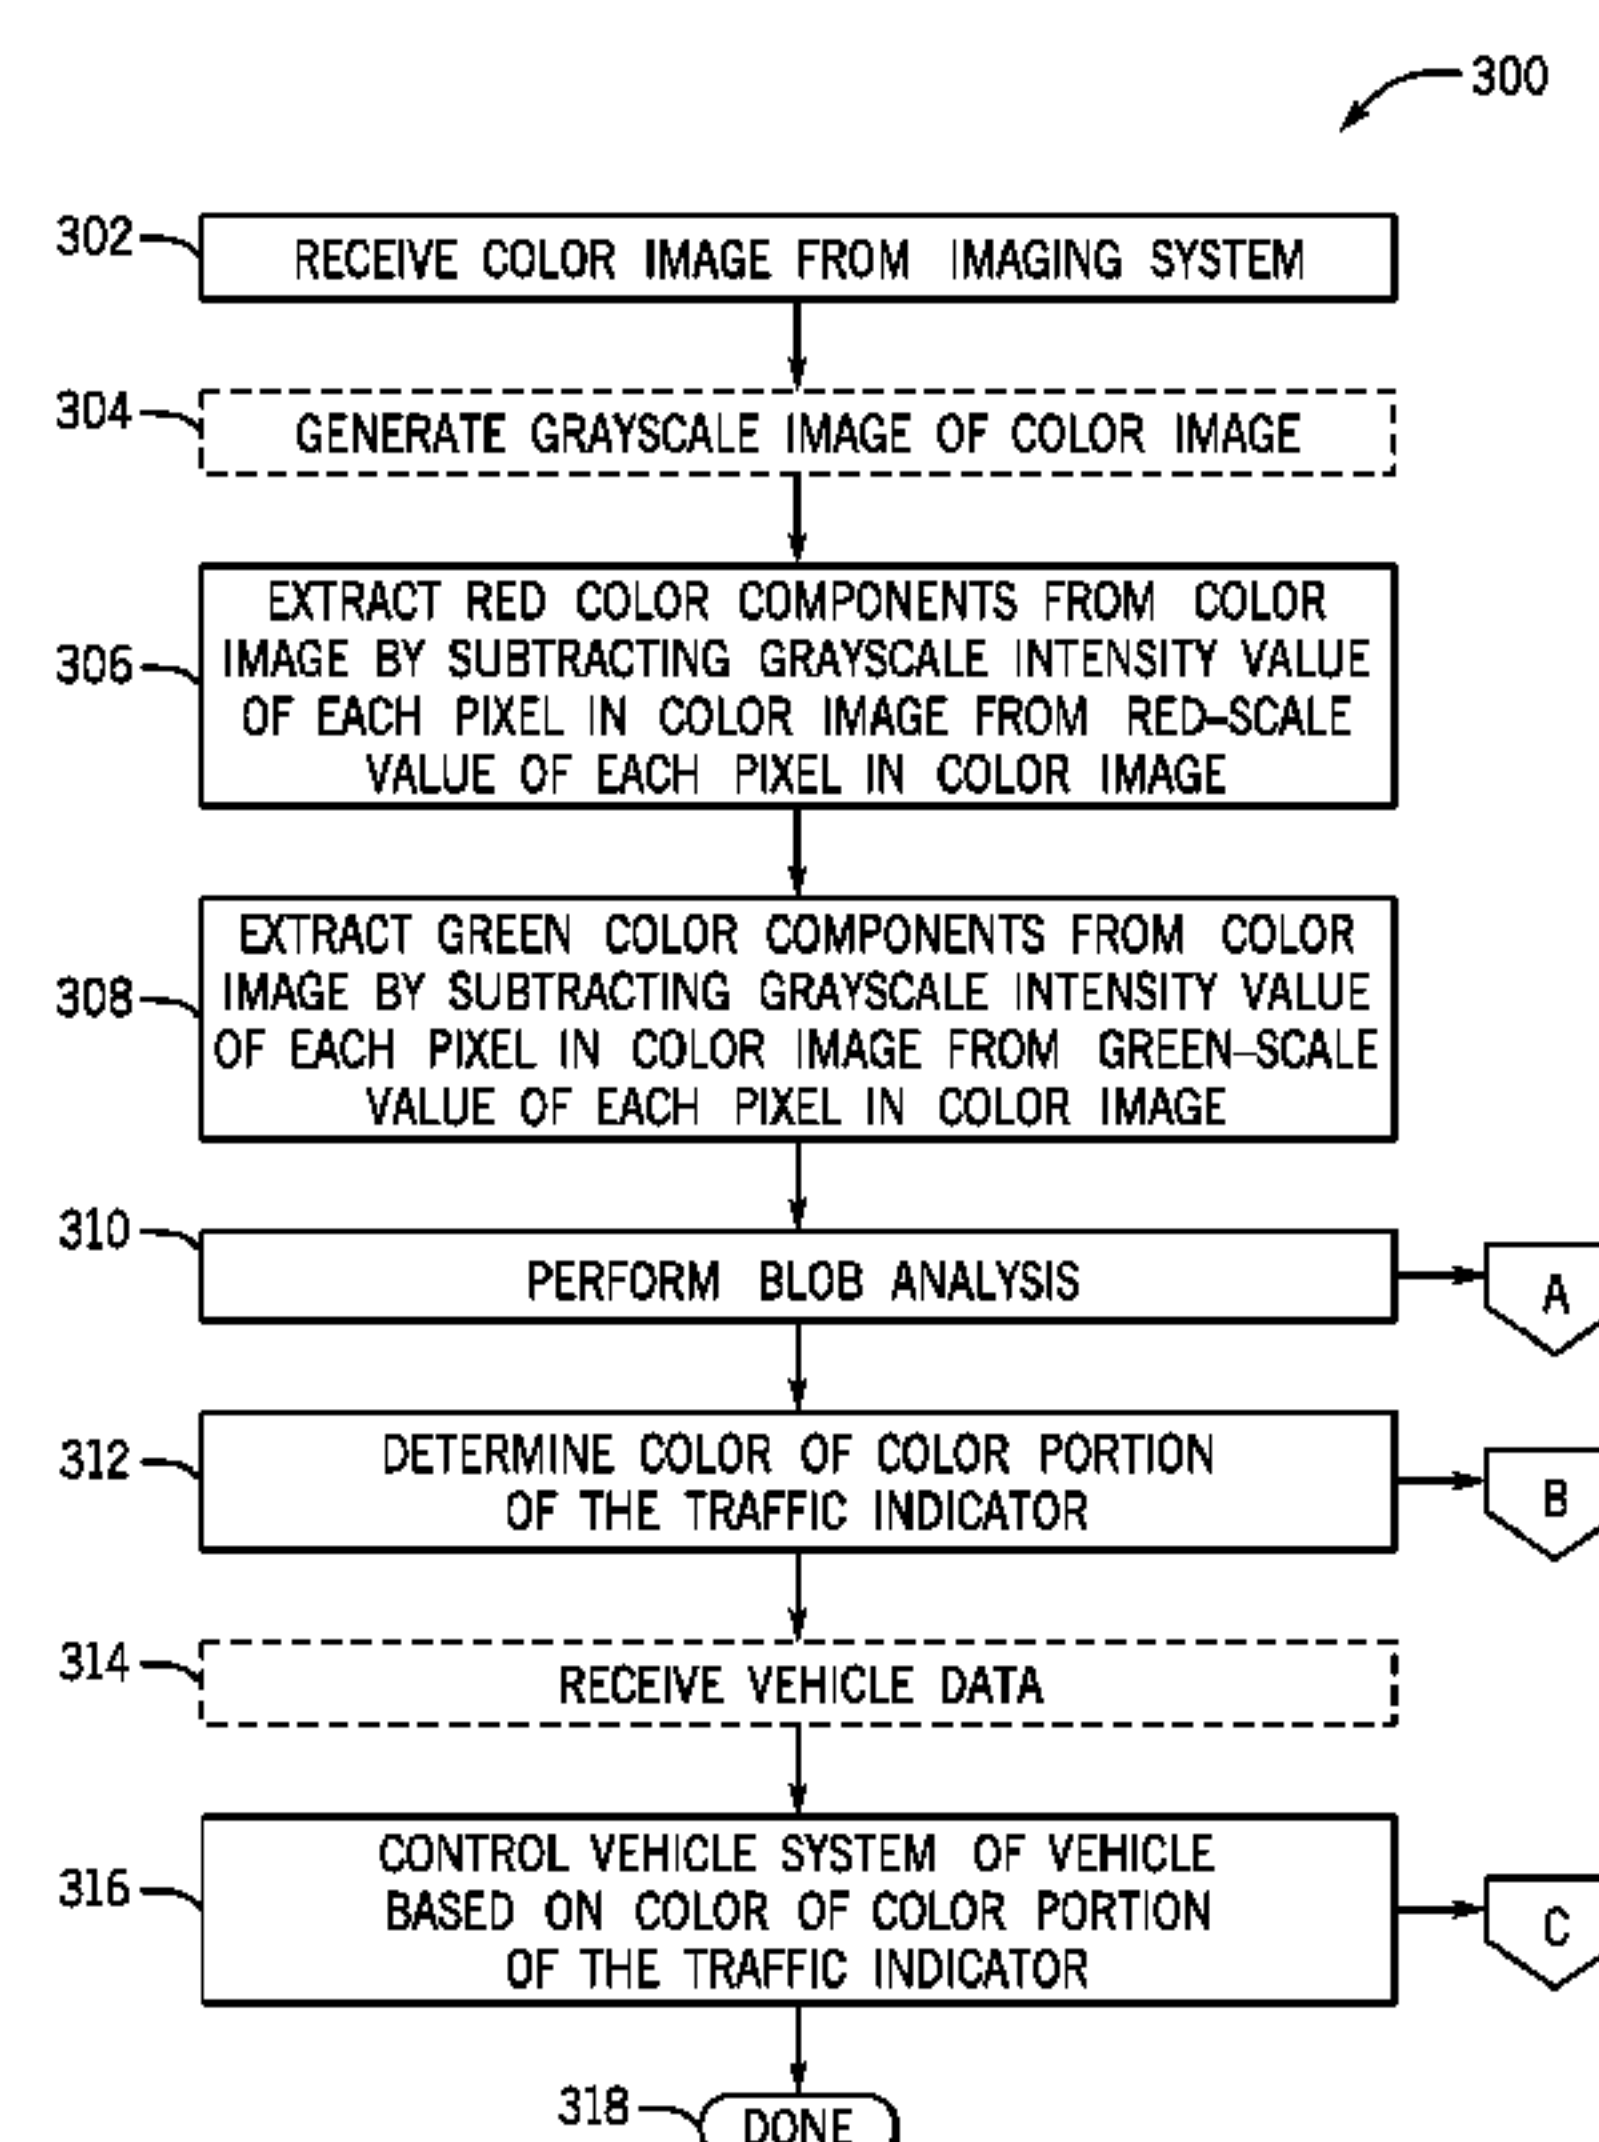 300
302
RECEIVE COLOR IMAGE FROM IMAGING SYSTEM
304
GENERATE GRAYSCALE IMAGE OF COLOR IMAGE
306
EXTRACT RED COLOR COMPONENTS FROM COLOR
IMAGE BY SUBTRACTING GRAYSCALE INTENSITY VALUE
OF EACH PIXEL IN COLOR IMAGE FROM RED-SCALE
VALUE OF EACH PIXEL IN COLOR IMAGE
308
EXTRACT GREEN COLOR COMPONENTS FROM COLOR
IMAGE BY SUBTRACTING GRAYSCALE INTENSITY VALUE
OF EACH PIXEL IN COLOR IMAGE FROM GREEN-SCALE
VALUE OF EACH PIXEL IN COLOR IMAGE
310
PERFORM BLOB ANALYSIS
A
312
DETERMINE COLOR OF COLOR PORTION
OF THE TRAFFIC INDICATOR
B
314
RECEIVE VEHICLE DATA
316
CONTROL VEHICLE SYSTEM OF VEHICLE
BASED ON COLOR OF COLOR PORTION
OF THE TRAFFIC INDICATOR
C
318
DONE